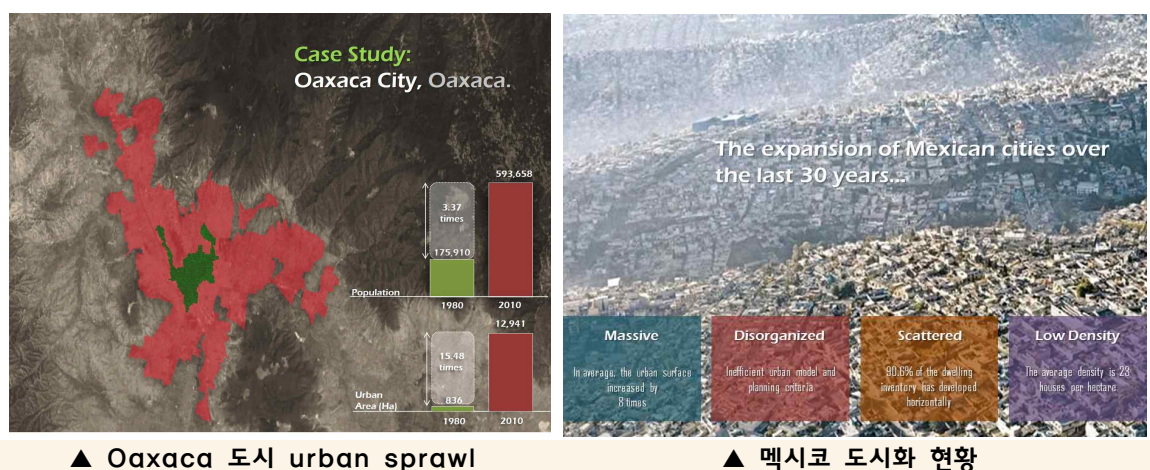 Case Study:
Oaxaca City, Oaxaca.
593,658
3.37
times
175,910
Population
1980
2010
12,941
15.48
times
836
Urban
Area (Ha)
1980
2010
▲ Oaxaca 도시 urban sprawl
The expansion of Mexican cities over
the last 30 years...
Massive
In average, the urban surface
increased by
8 times
Disorganized
Inefficient urban model and
planning criteria
Scattered
90.6% of the dwelling
inventory has developed
horizontally
Low Density
The average density is 23
houses per hectare
▲ 멕시코 도시화 현황